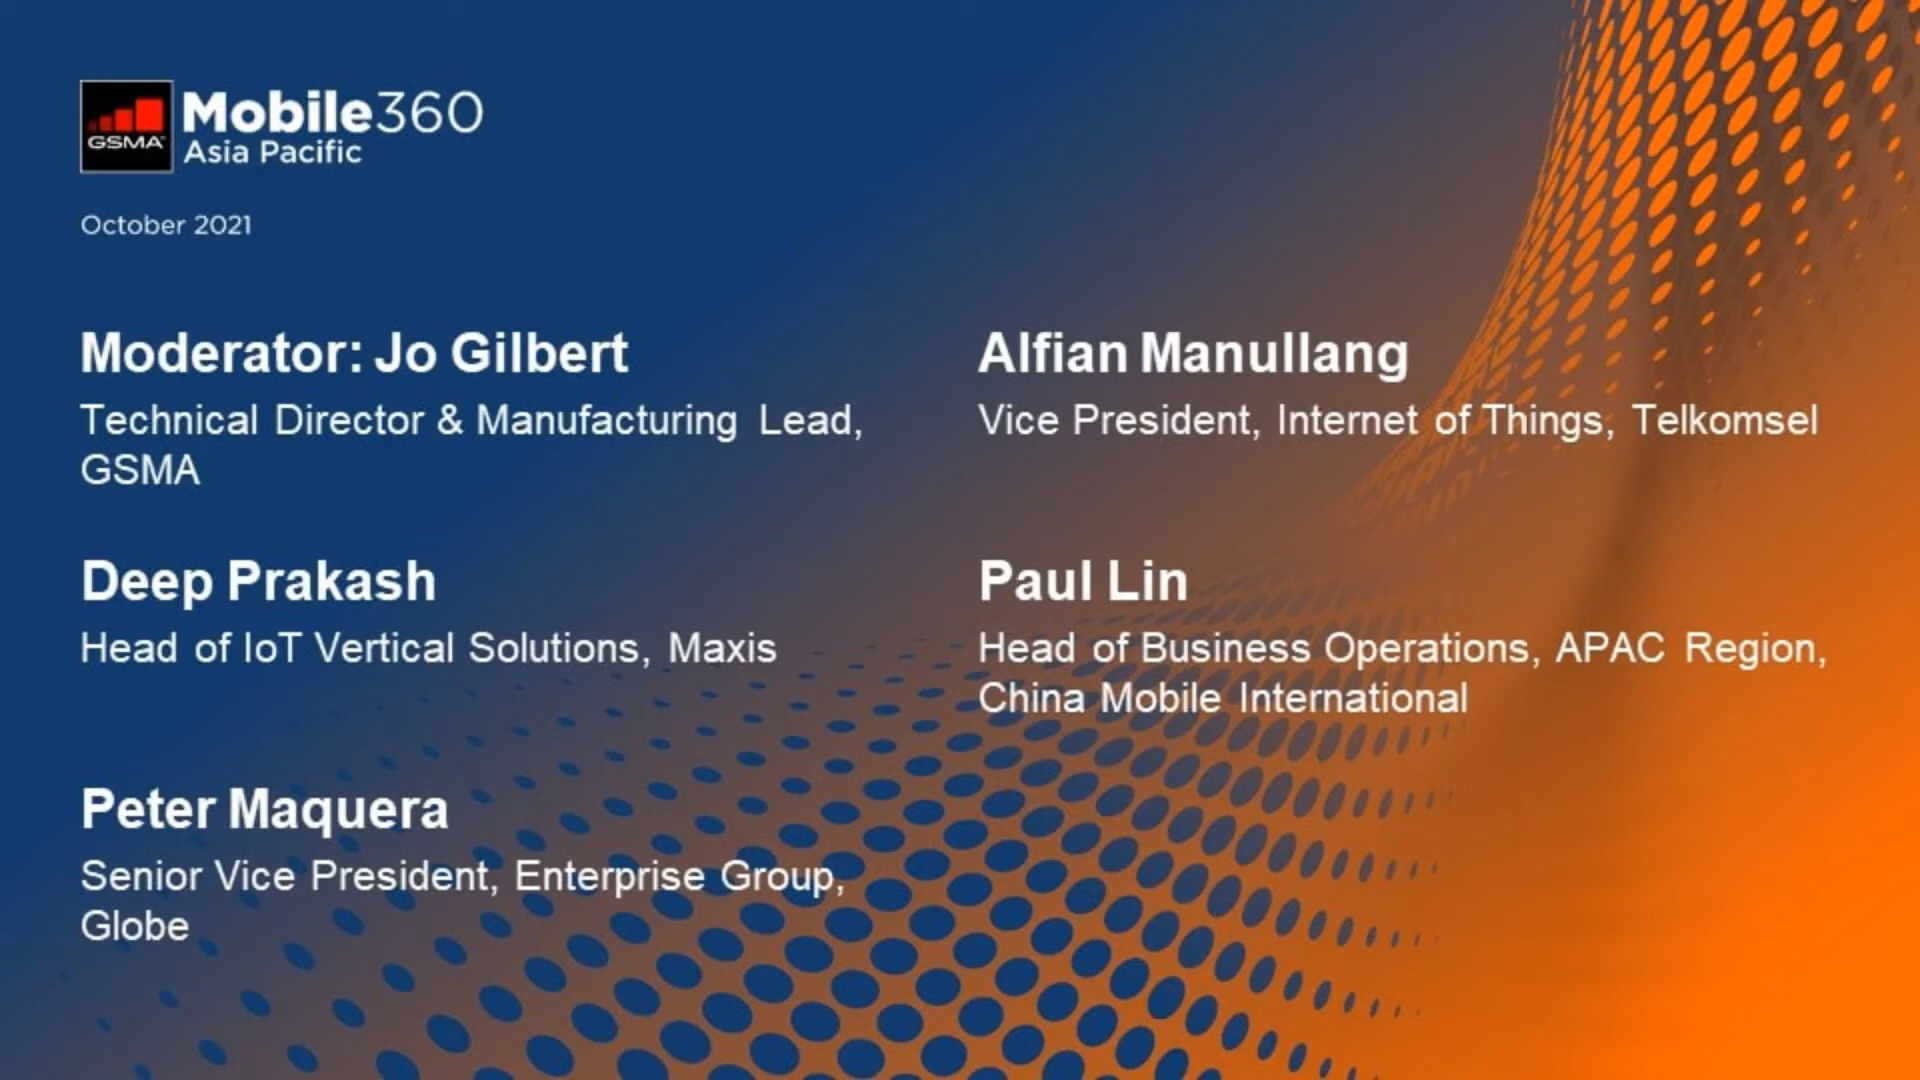 GSMA
Mobile360
Asia Pacific
October 2021
Moderator: Jo Gilbert
Technical Director & Manufacturing Lead,
GSMA
Alfian Manullang
Vice President, Internet of Things, Telkomsel
Deep Prakash
Head of IoT Vertical Solutions, Maxis
Paul Lin
Head of Business Operations, APAC Region,
China Mobile International
Peter Maquera
Senior Vice President, Enterprise Group,
Globe